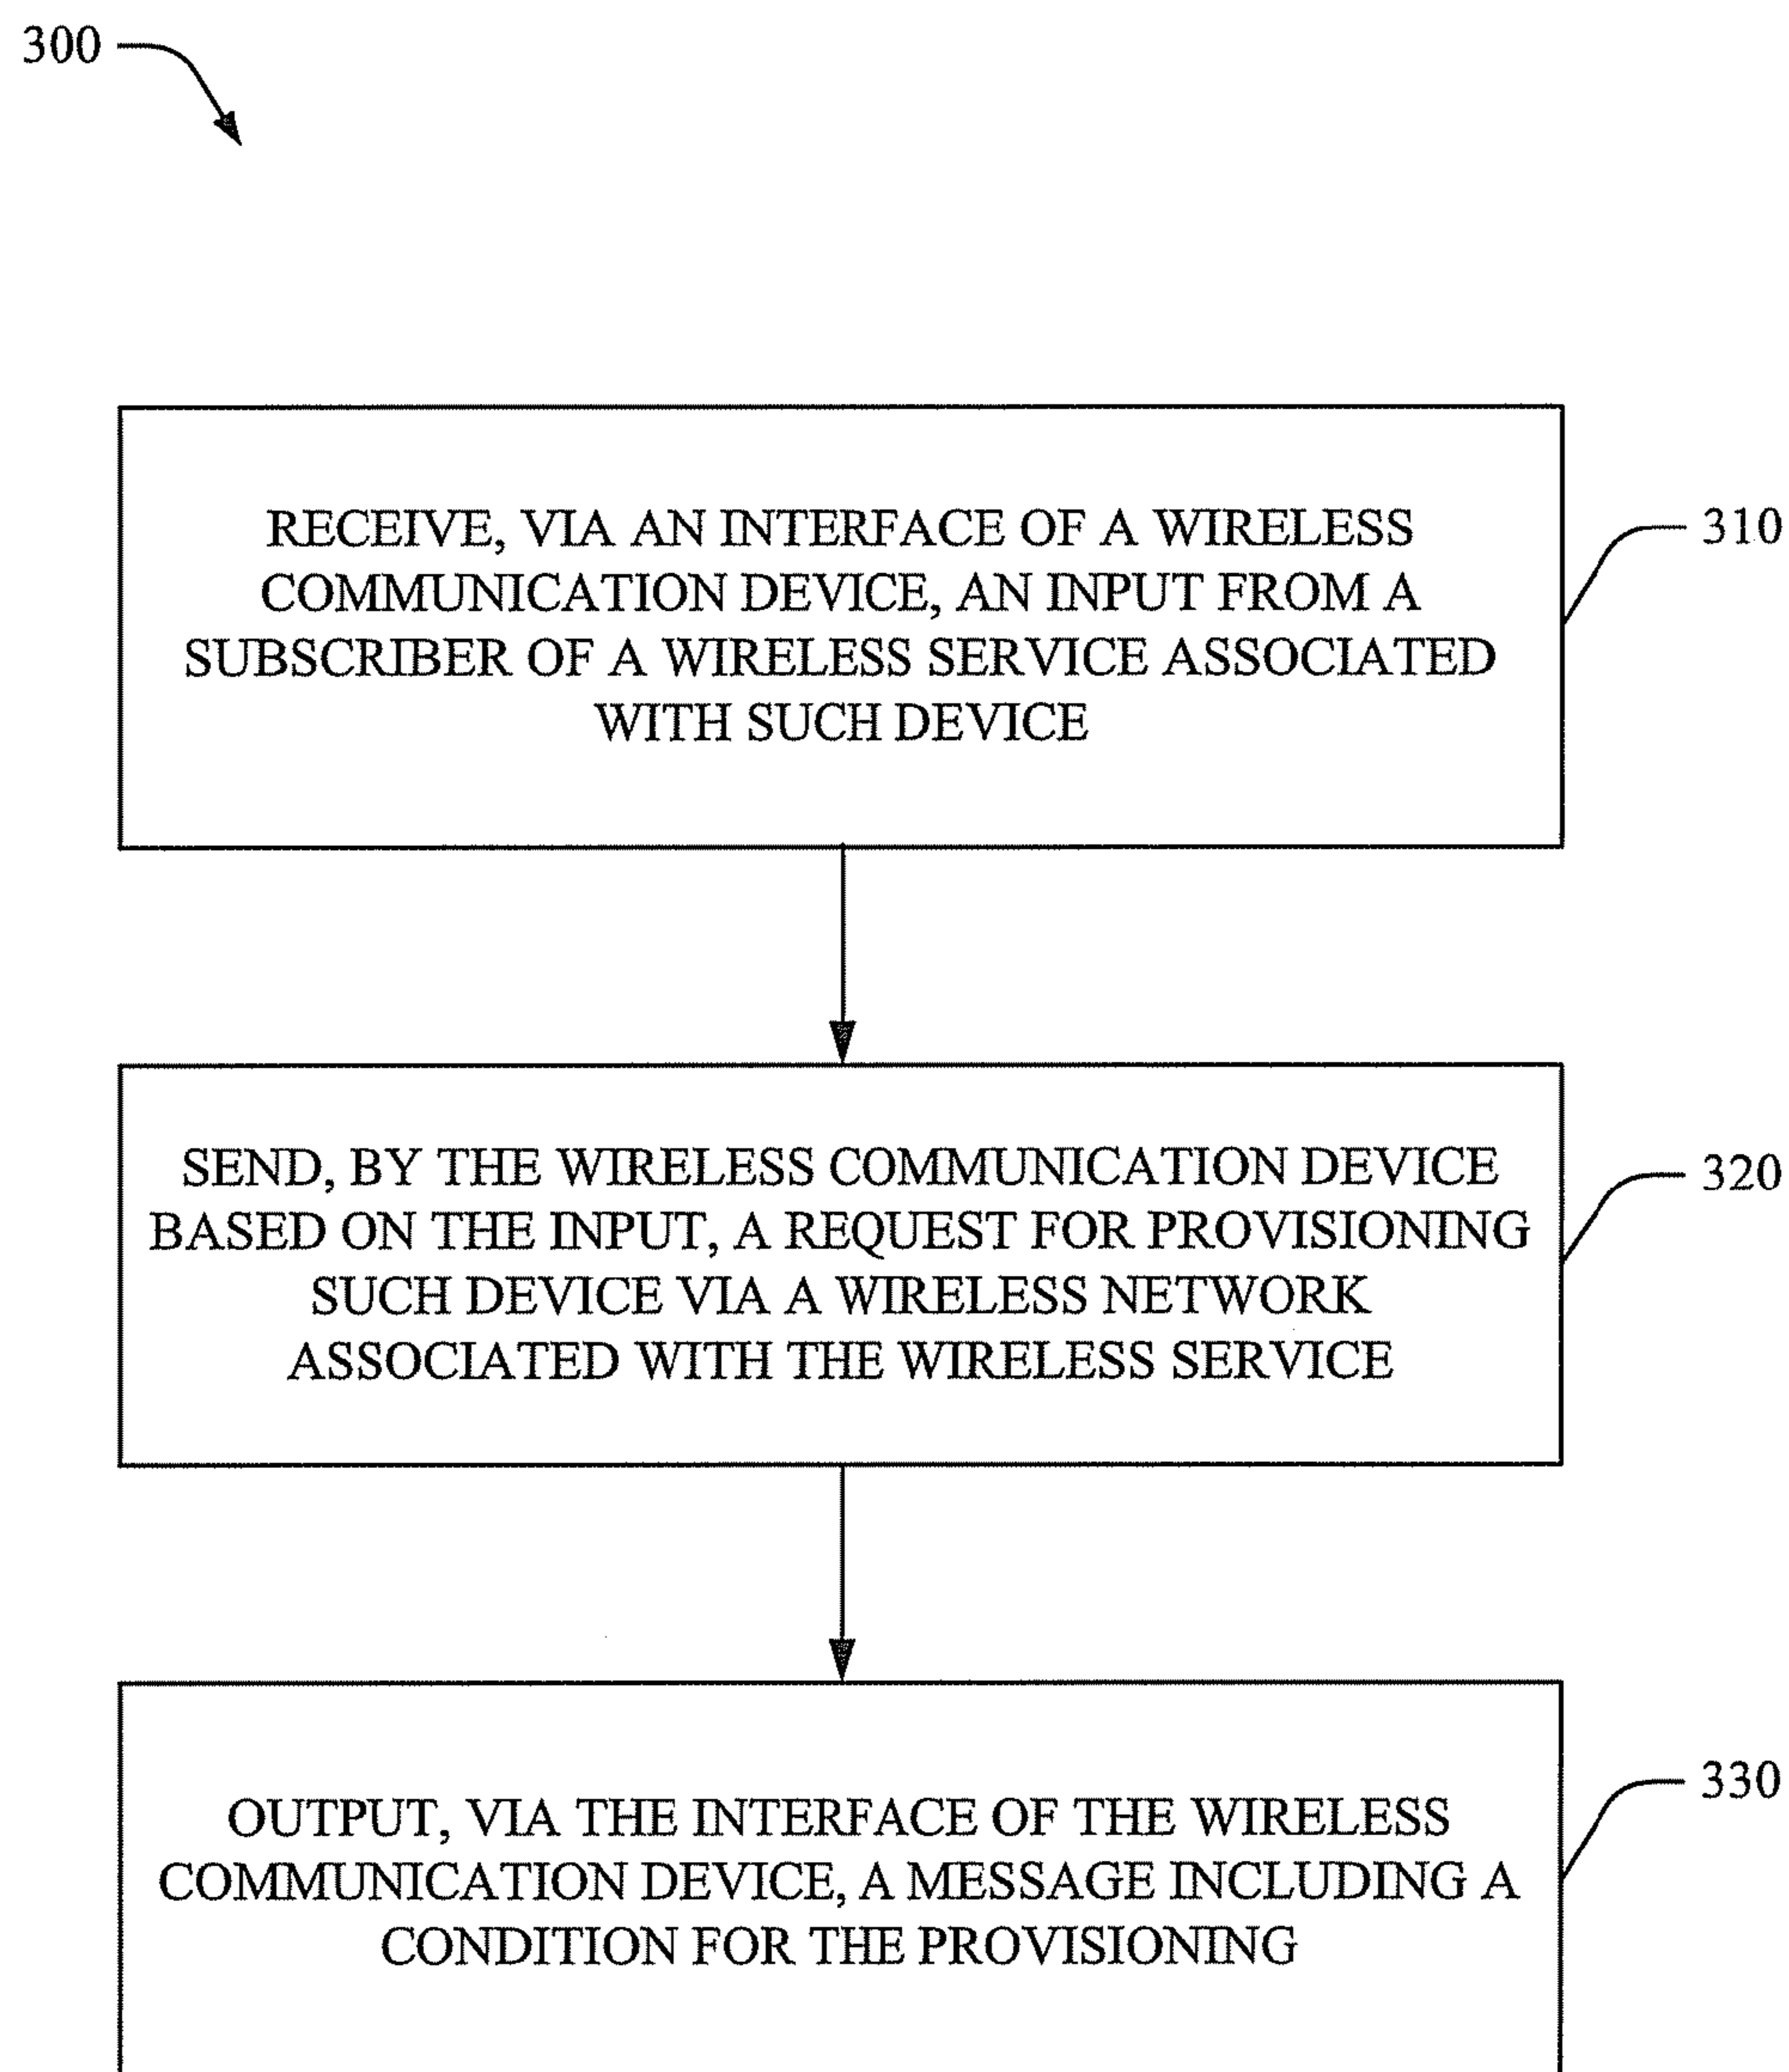 300
RECEIVE, VIA AN INTERFACE OF A WIRELESS
COMMUNICATION DEVICE, AN INPUT FROM A
SUBSCRIBER OF A WIRELESS SERVICE ASSOCIATED
WITH SUCH DEVICE
310
SEND, BY THE WIRELESS COMMUNICATION DEVICE
BASED ON THE INPUT, A REQUEST FOR PROVISIONING
SUCH DEVICE VIA A WIRELESS NETWORK
ASSOCIATED WITH THE WIRELESS SERVICE
320
OUTPUT, VIA THE INTERFACE OF THE WIRELESS
COMMUNICATION DEVICE, A MESSAGE INCLUDING A
CONDITION FOR THE PROVISIONING
330